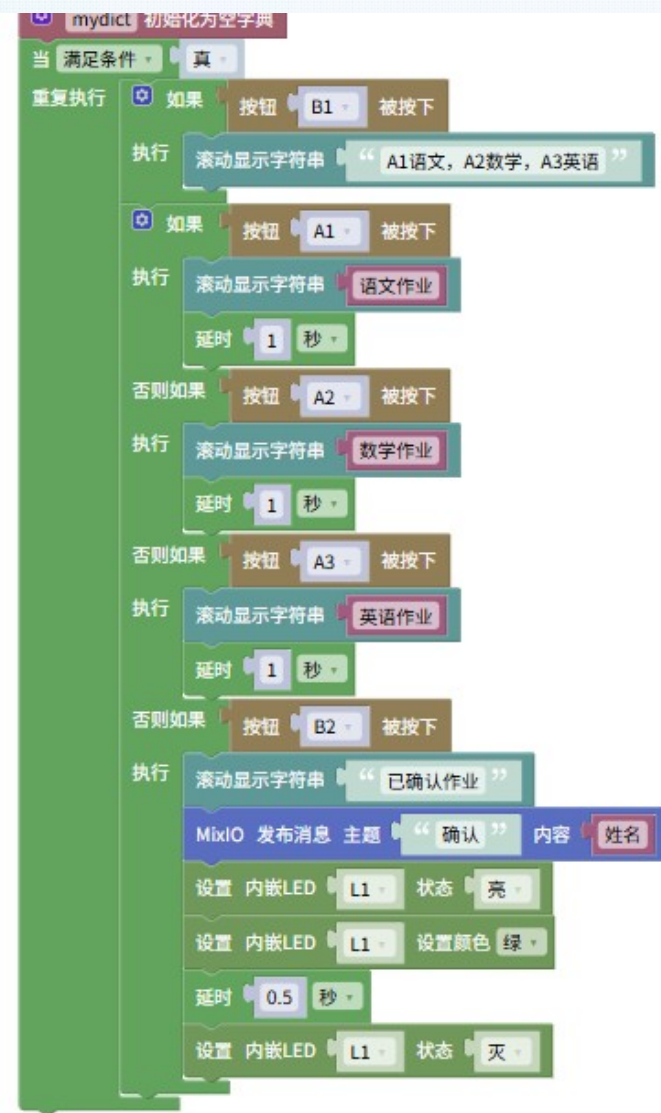 mydict 初始化为空字典
当 满足条件 真
重复执行 如果 按钮 B1 被按下
执行 滚动显示字符串 “ A1语文，A2数学，A3英语 ”
如果 按钮 A1 被按下
执行 滚动显示字符串 语文作业
延时 1 秒
否则如果 按钮 A2 被按下
执行 滚动显示字符串 数学作业
延时 1 秒
否则如果 按钮 A3 被按下
执行 滚动显示字符串 英语作业
延时 1 秒
否则如果 按钮 B2 被按下
执行 滚动显示字符串 “ 已确认作业 ”
MixIO 发布消息 主题 “ 确认 ” 内容 姓名
设置 内嵌LED L1 状态 亮
设置 内嵌LED L1 设置颜色 绿
延时 0.5 秒
设置 内嵌LED L1 状态 灭